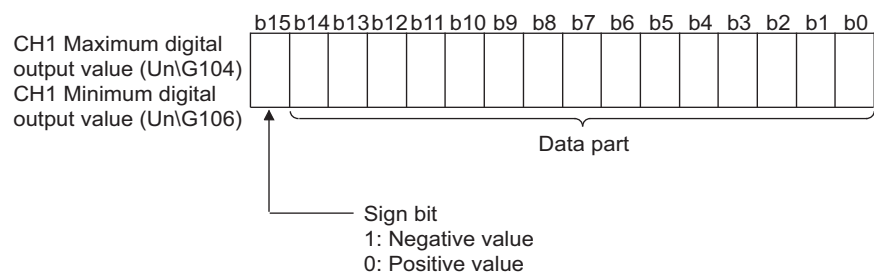 b15 b14 b13 b12 b11 b10 b9 b8 b7 b6 b5 b4 b3 b2 b1 b0
CH1 Maximum digital
output value (Un\G104)
CH1 Minimum digital
output value (Un\G106)
Data part
Sign bit
1: Negative value
0: Positive value